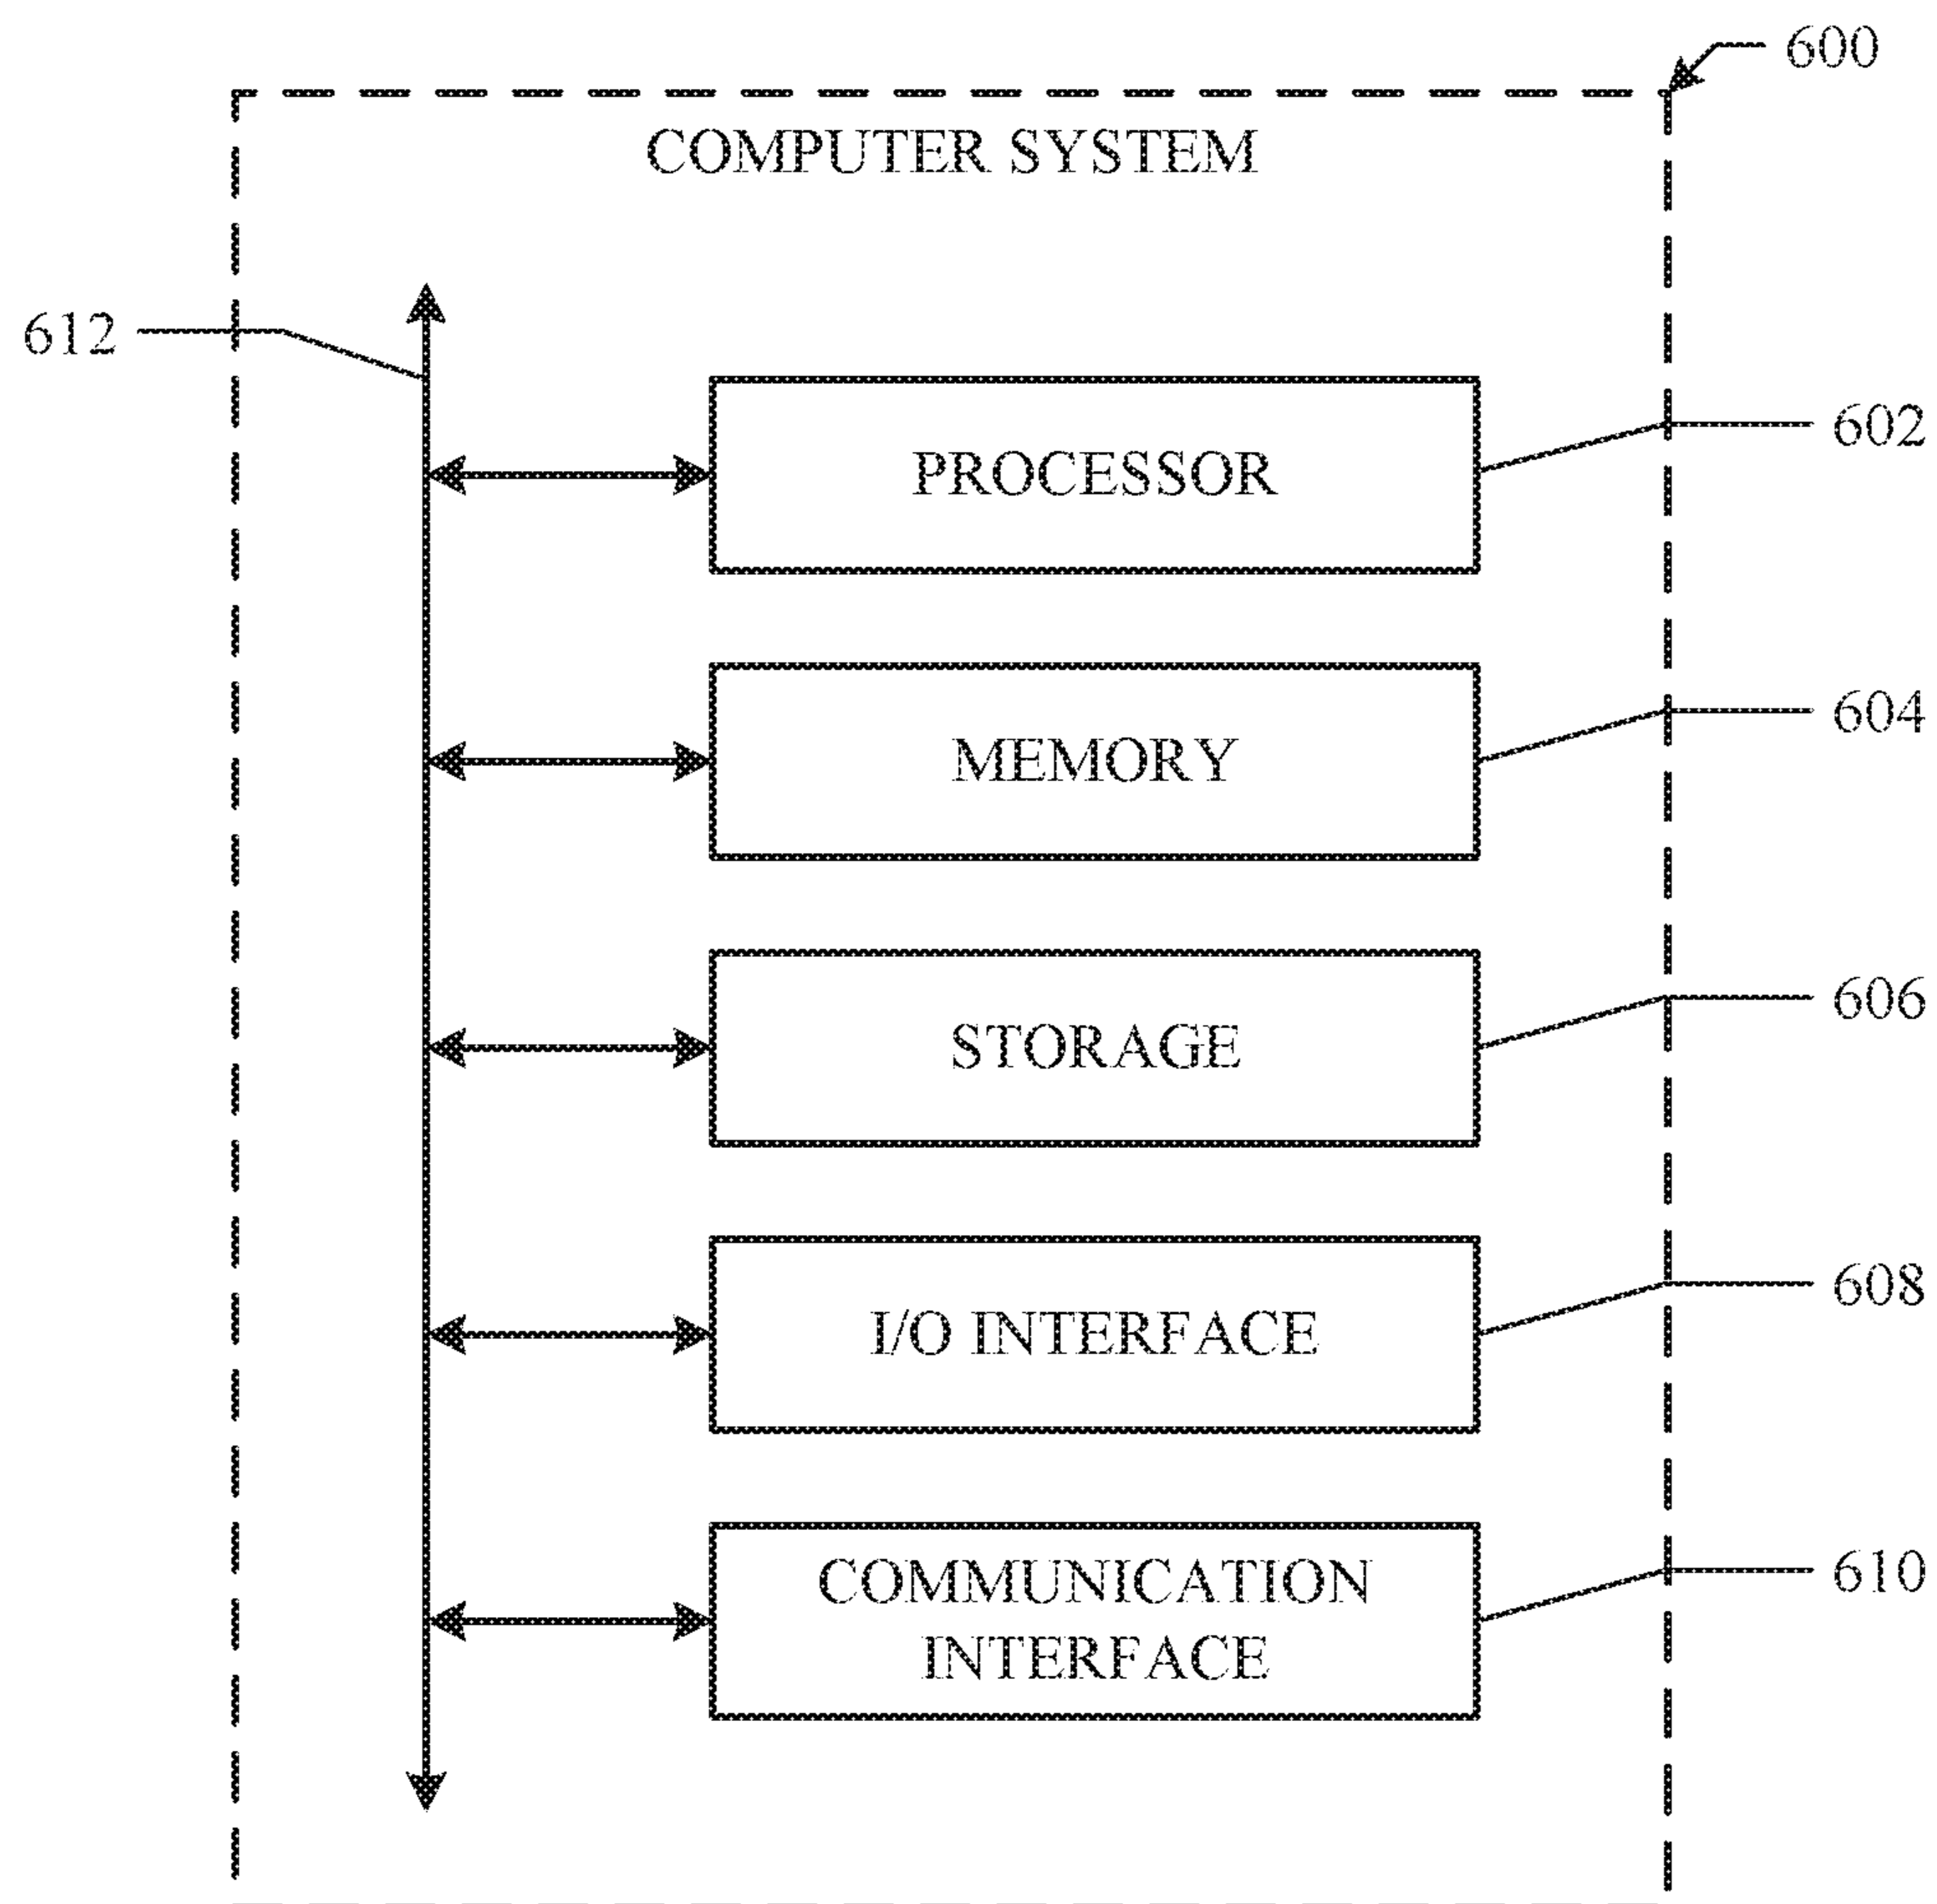 600
COMPUTER SYSTEM
612
PROCESSOR
602
MEMORY
604
STORAGE
606
I/O INTERFACE
608
COMMUNICATION
INTERFACE
610